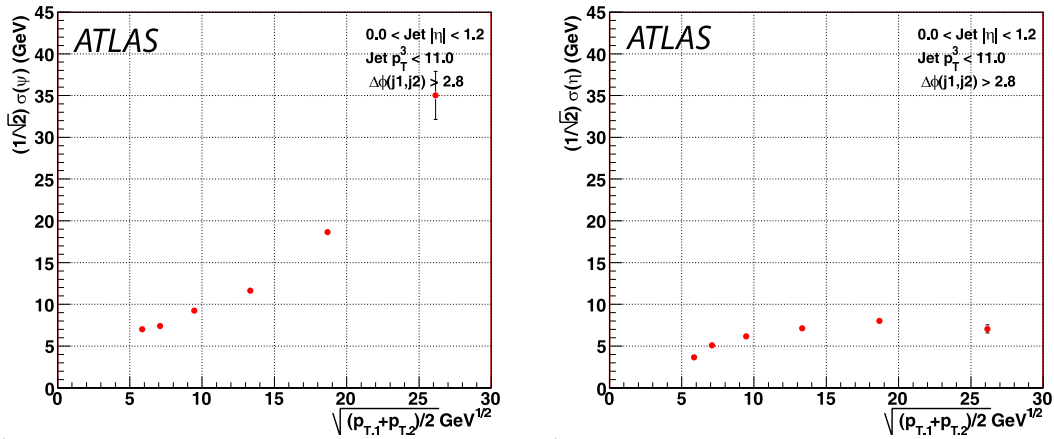 (1/√2) σ(ψ) (GeV)
45
40
35
30
25
20
15
10
5
0
ATLAS
0.0 < Jet |η| < 1.2
Jet p_T^3 < 11.0
Δϕ(j1,j2) > 2.8
0 5 10 15 20 25 30
√(p_T,1+p_T,2)/2 GeV^1/2
(1/√2) σ(η) (GeV)
45
40
35
30
25
20
15
10
5
0
ATLAS
0.0 < Jet |η| < 1.2
Jet p_T^3 < 11.0
Δϕ(j1,j2) > 2.8
0 5 10 15 20 25 30
√(p_T,1+p_T,2)/2 GeV^1/2